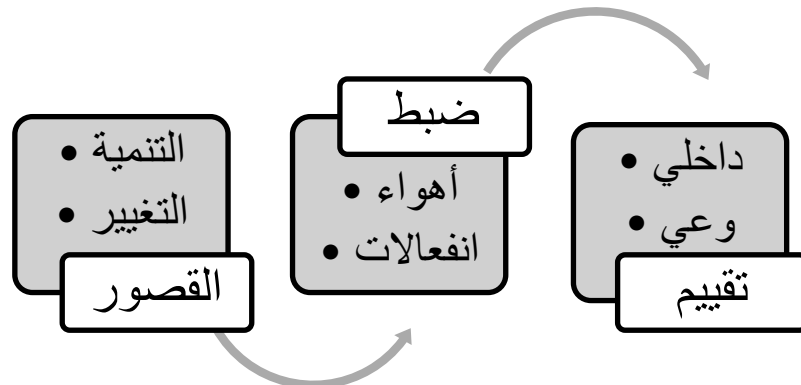 التنمية
التغيير
القصور
ضبط
أهواء
انفعالات
داخلي
وعي
تقييم